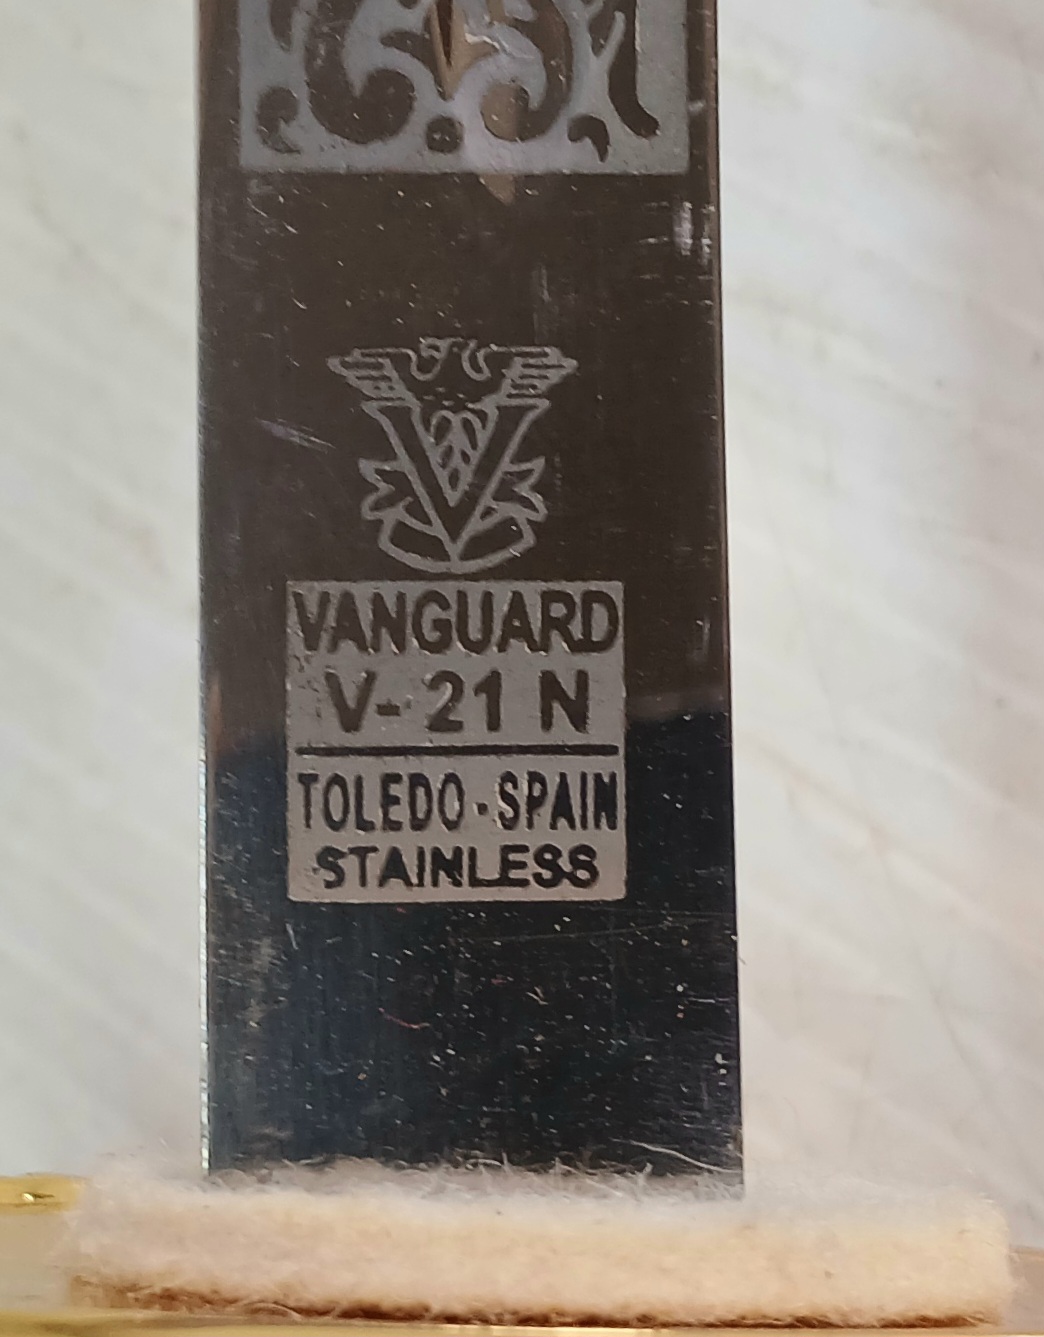 V
VANGUARD
V- 21 N
TOLEDO - SPAIN
STAINLESS